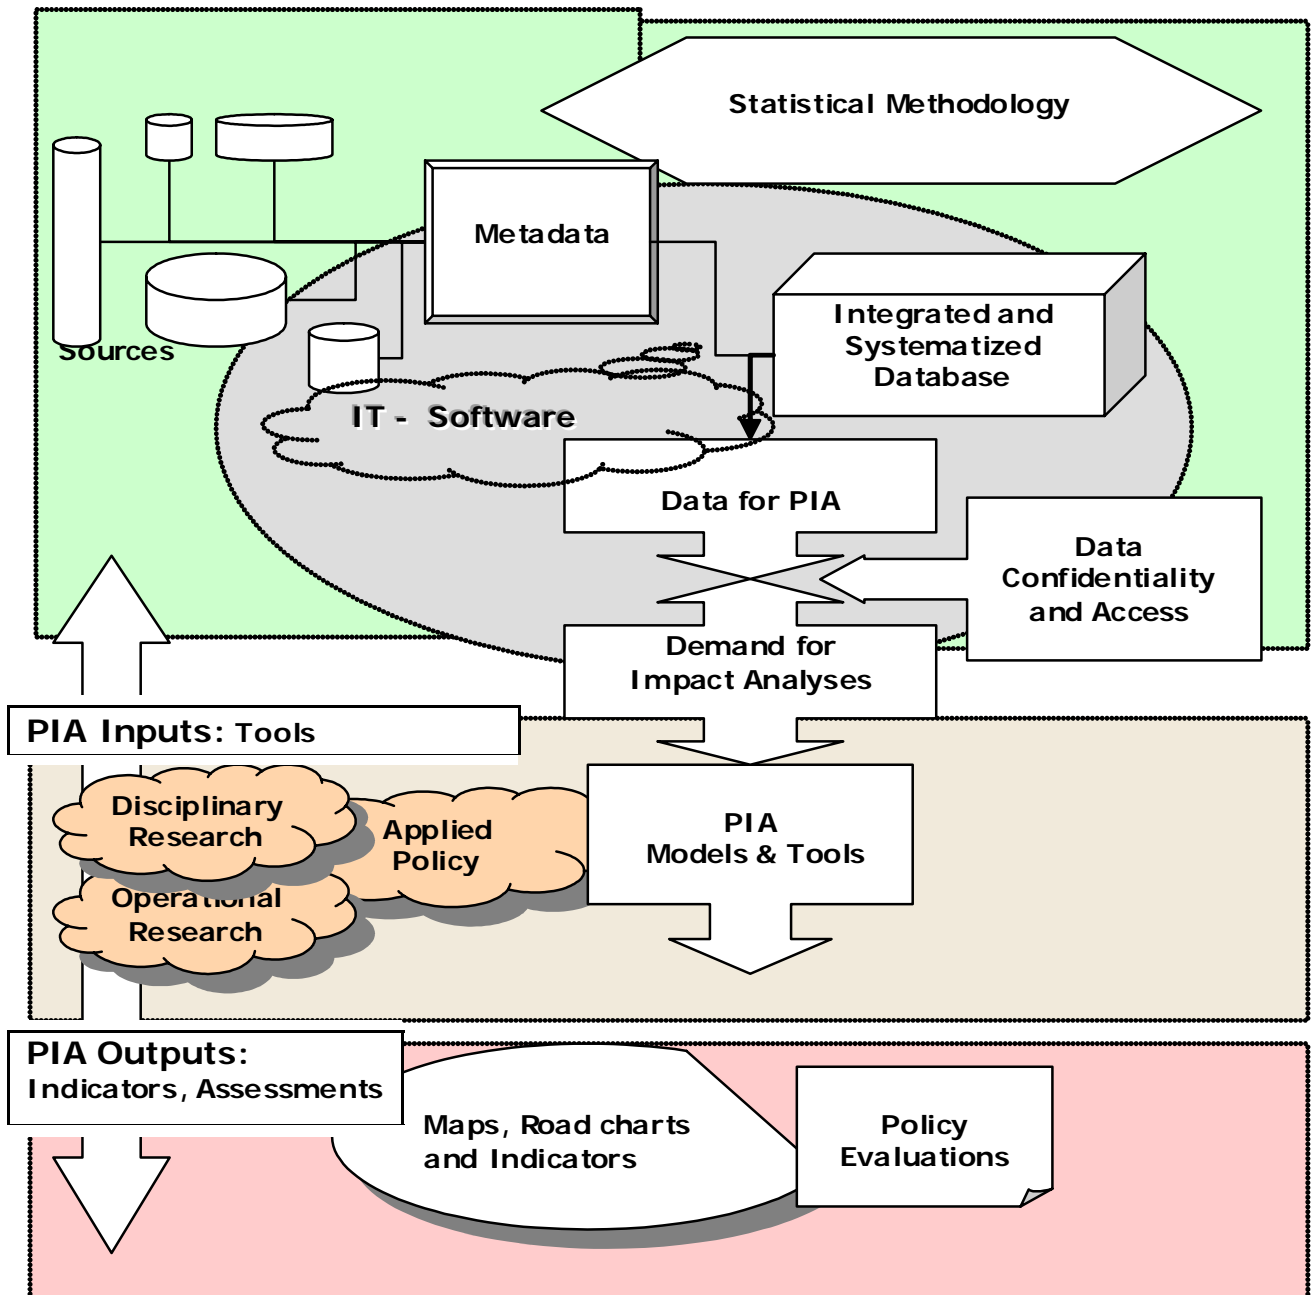 Statistical Methodology
Metadata
Sources
Integrated and
Systematized
Database
IT - Software
Data for PIA
Data
Confidentiality
and Access
Demand for
Impact Analyses
PIA Inputs: Tools
Disciplinary
Research
Applied
Policy
PIA
Models & Tools
Operational
Research
PIA Outputs:
Indicators, Assessments
Maps, Road charts
and Indicators
Policy
Evaluations